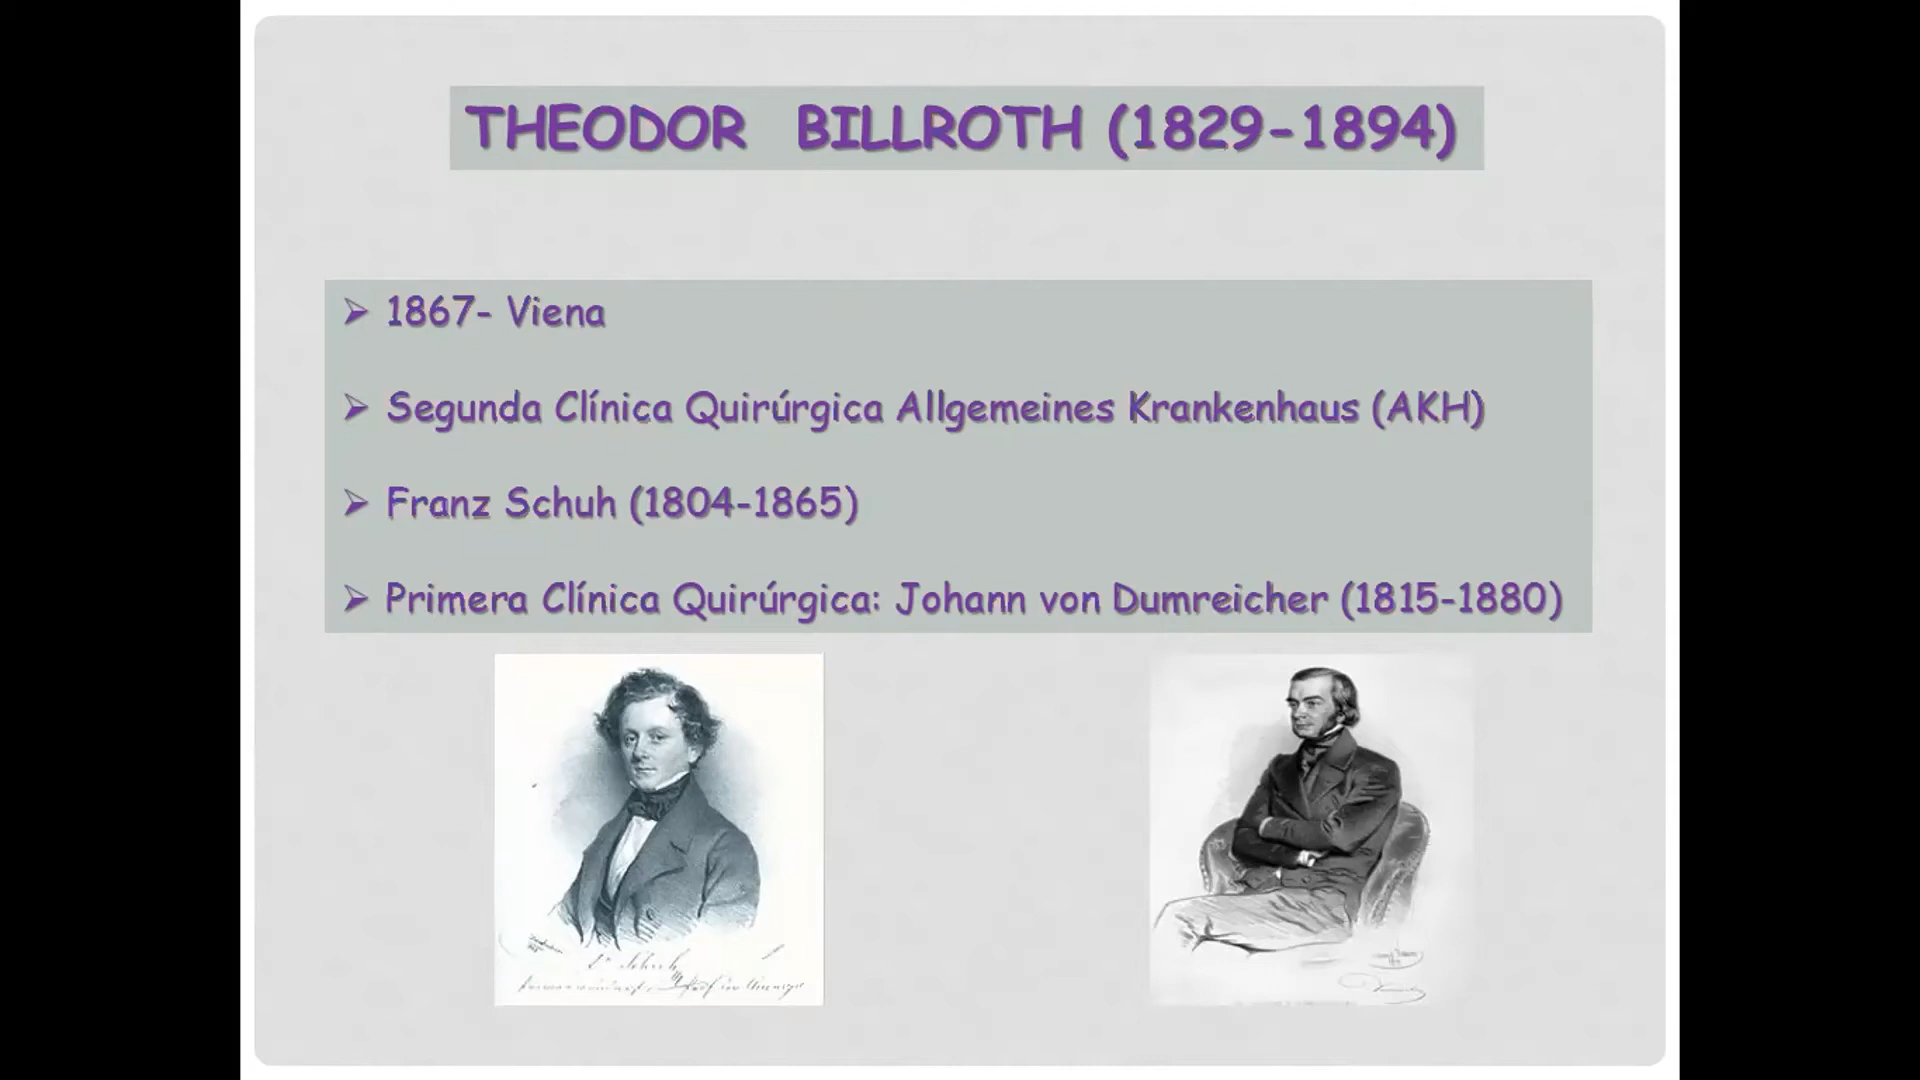 THEODOR BILLROTH (1829-1894)
1867- Viena
Segunda Clínica Quirúrgica Allgemeines Krankenhaus (AKH)
Franz Schuh (1804-1865)
Primera Clínica Quirúrgica: Johann von Dumreicher (1815-1880)